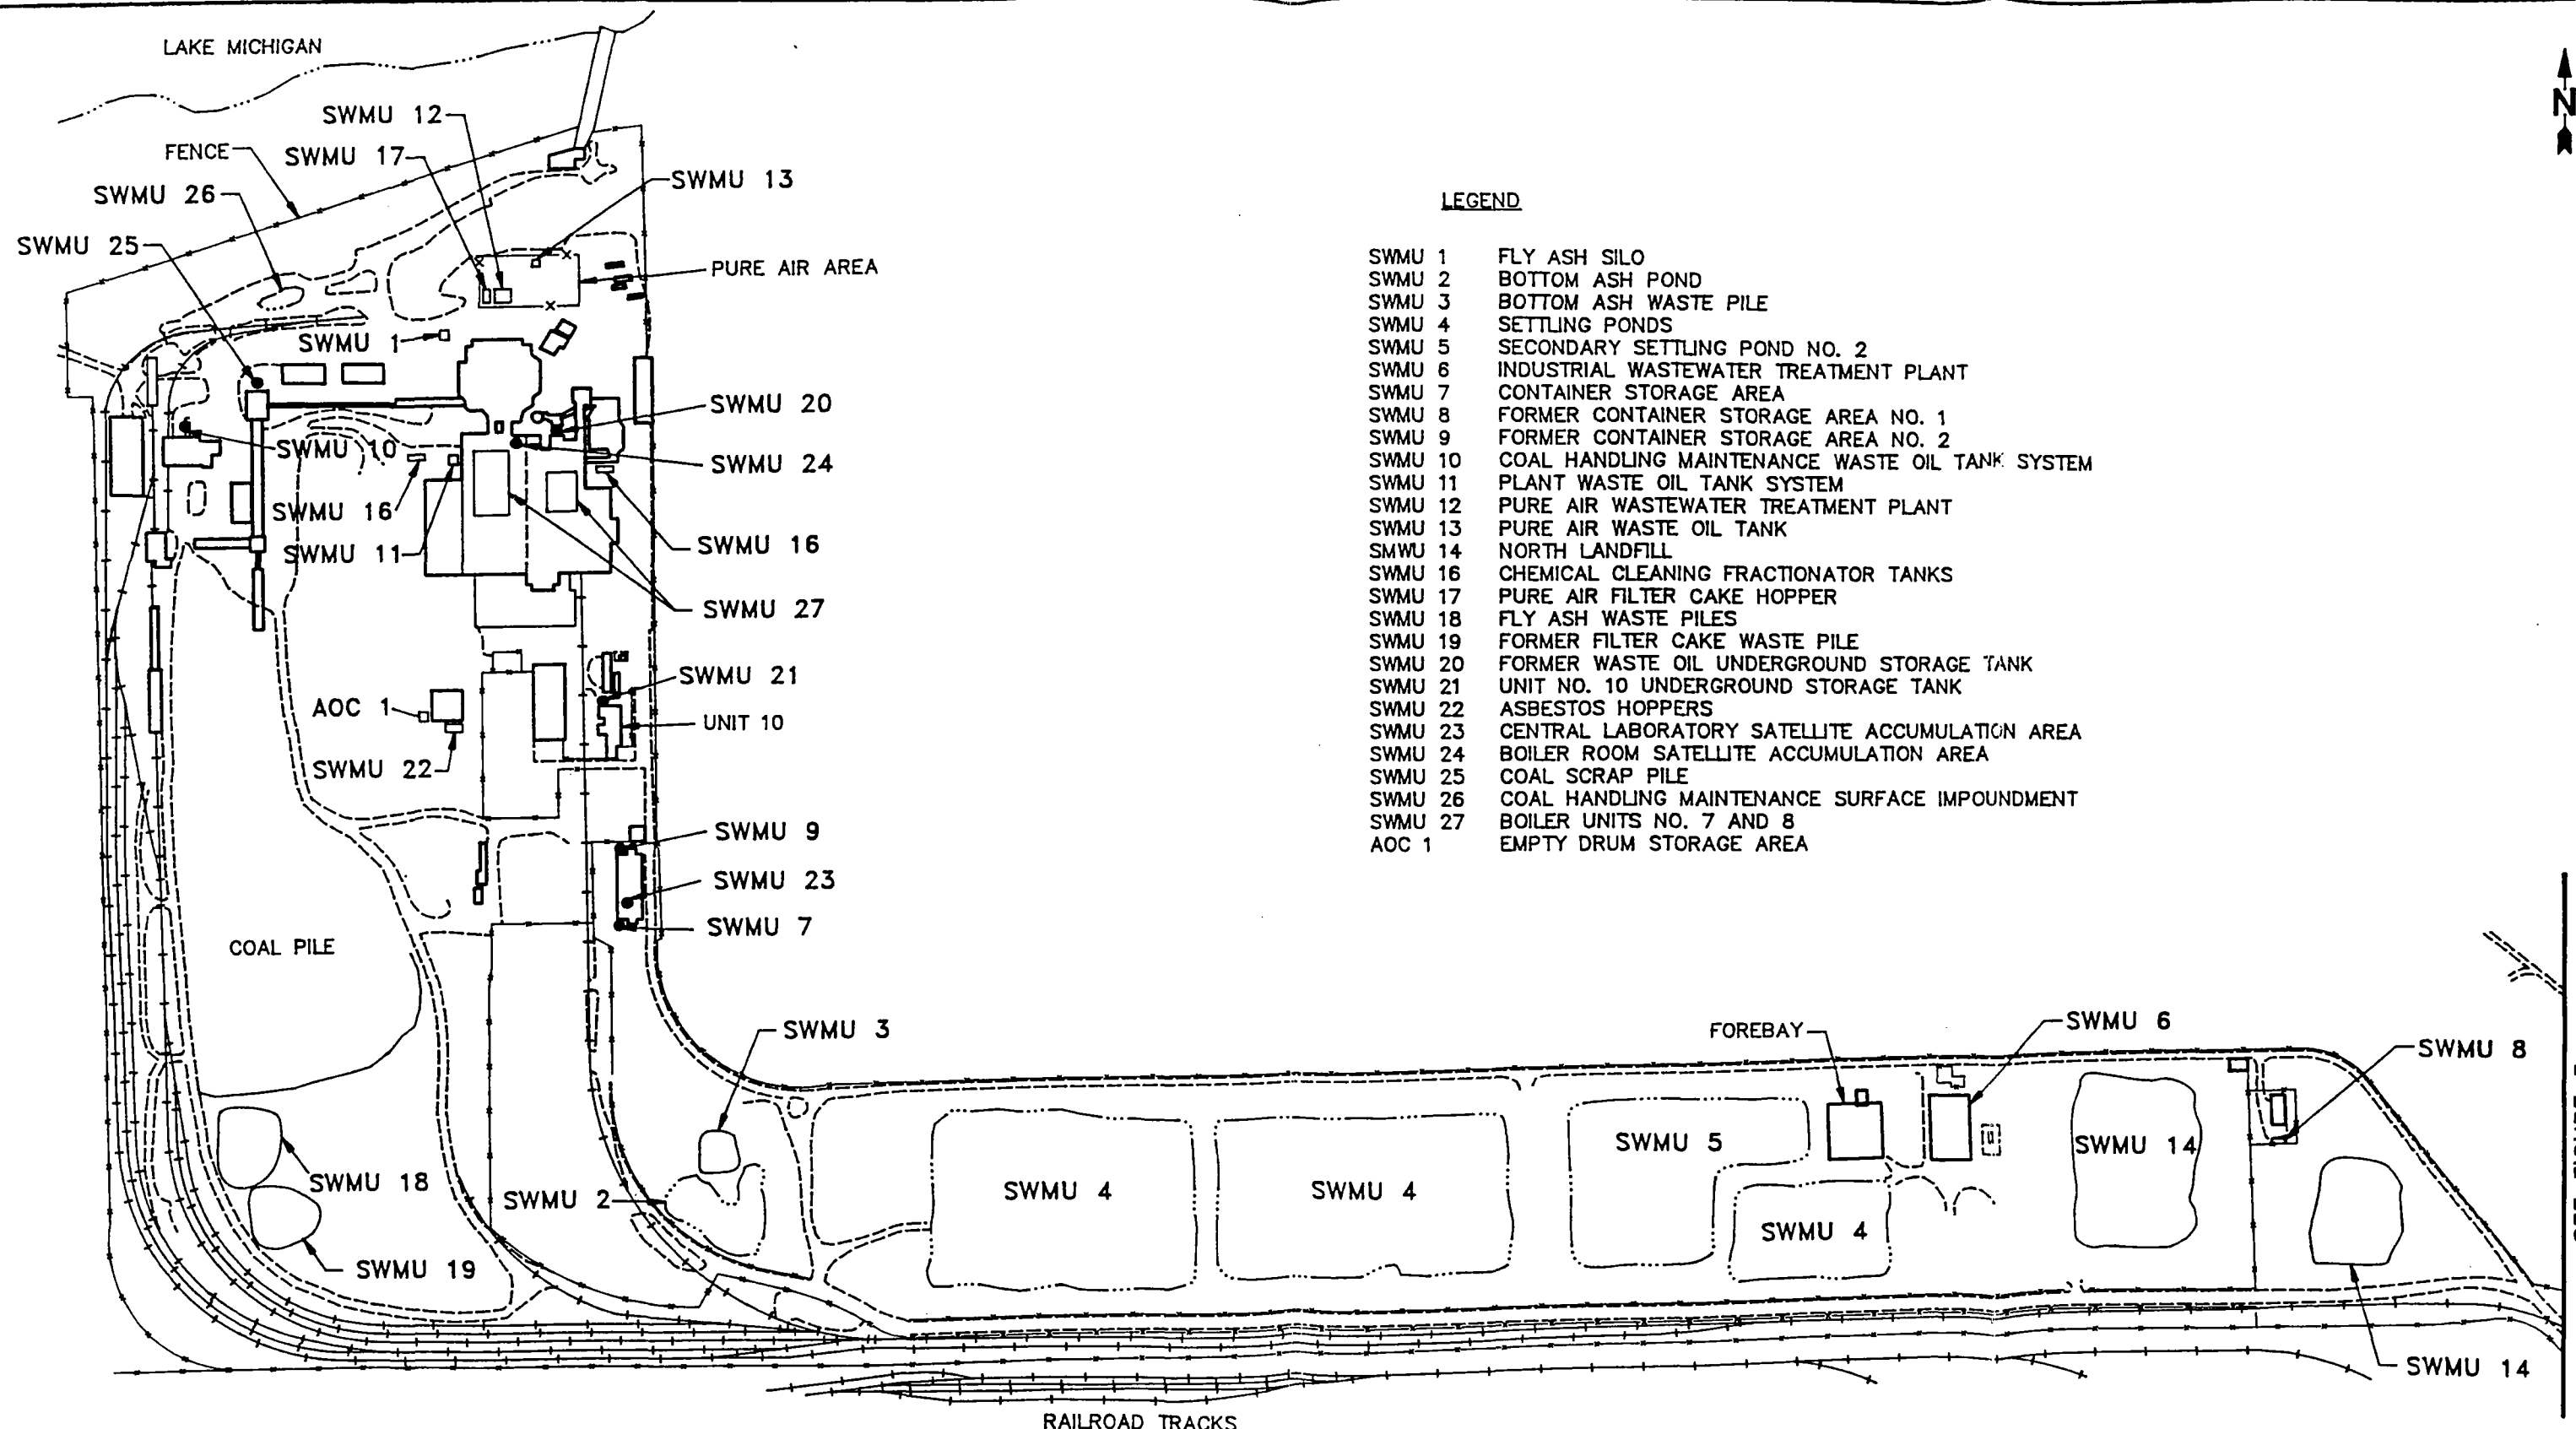 LAKE MICHIGAN
N
SWMU 12
FENCE
SWMU 17
SWMU 13
SWMU 26
SWMU 25
PURE AIR AREA
SWMU 1
SWMU 20
SWMU 10
SWMU 24
SWMU 16
SWMU 11
SWMU 16
SWMU 27
SWMU 21
AOC 1
UNIT 10
SWMU 22
SWMU 9
SWMU 23
SWMU 7
COAL PILE
LEGEND
SWMU 1 FLY ASH SILO
SWMU 2 BOTTOM ASH POND
SWMU 3 BOTTOM ASH WASTE PILE
SWMU 4 SETTLING PONDS
SWMU 5 SECONDARY SETTLING POND NO. 2
SWMU 6 INDUSTRIAL WASTEWATER TREATMENT PLANT
SWMU 7 CONTAINER STORAGE AREA
SWMU 8 FORMER CONTAINER STORAGE AREA NO. 1
SWMU 9 FORMER CONTAINER STORAGE AREA NO. 2
SWMU 10 COAL HANDLING MAINTENANCE WASTE OIL TANK SYSTEM
SWMU 11 PLANT WASTE OIL TANK SYSTEM
SWMU 12 PURE AIR WASTEWATER TREATMENT PLANT
SWMU 13 PURE AIR WASTE OIL TANK
SMWU 14 NORTH LANDFILL
SWMU 16 CHEMICAL CLEANING FRACTIONATOR TANKS
SWMU 17 PURE AIR FILTER CAKE HOPPER
SWMU 18 FLY ASH WASTE PILES
SWMU 19 FORMER FILTER CAKE WASTE PILE
SWMU 20 FORMER WASTE OIL UNDERGROUND STORAGE TANK
SWMU 21 UNIT NO. 10 UNDERGROUND STORAGE TANK
SWMU 22 ASBESTOS HOPPERS
SWMU 23 CENTRAL LABORATORY SATELLITE ACCUMULATION AREA
SWMU 24 BOILER ROOM SATELLITE ACCUMULATION AREA
SWMU 25 COAL SCRAP PILE
SWMU 26 COAL HANDLING MAINTENANCE SURFACE IMPOUNDMENT
SWMU 27 BOILER UNITS NO. 7 AND 8
AOC 1 EMPTY DRUM STORAGE AREA
SWMU 3
FOREBAY
SWMU 6
SWMU 8
SWMU 18
SWMU 2
SWMU 19
SWMU 4
SWMU 4
SWMU 5
SWMU 4
SWMU 14
SWMU 14
RAILROAD TRACKS